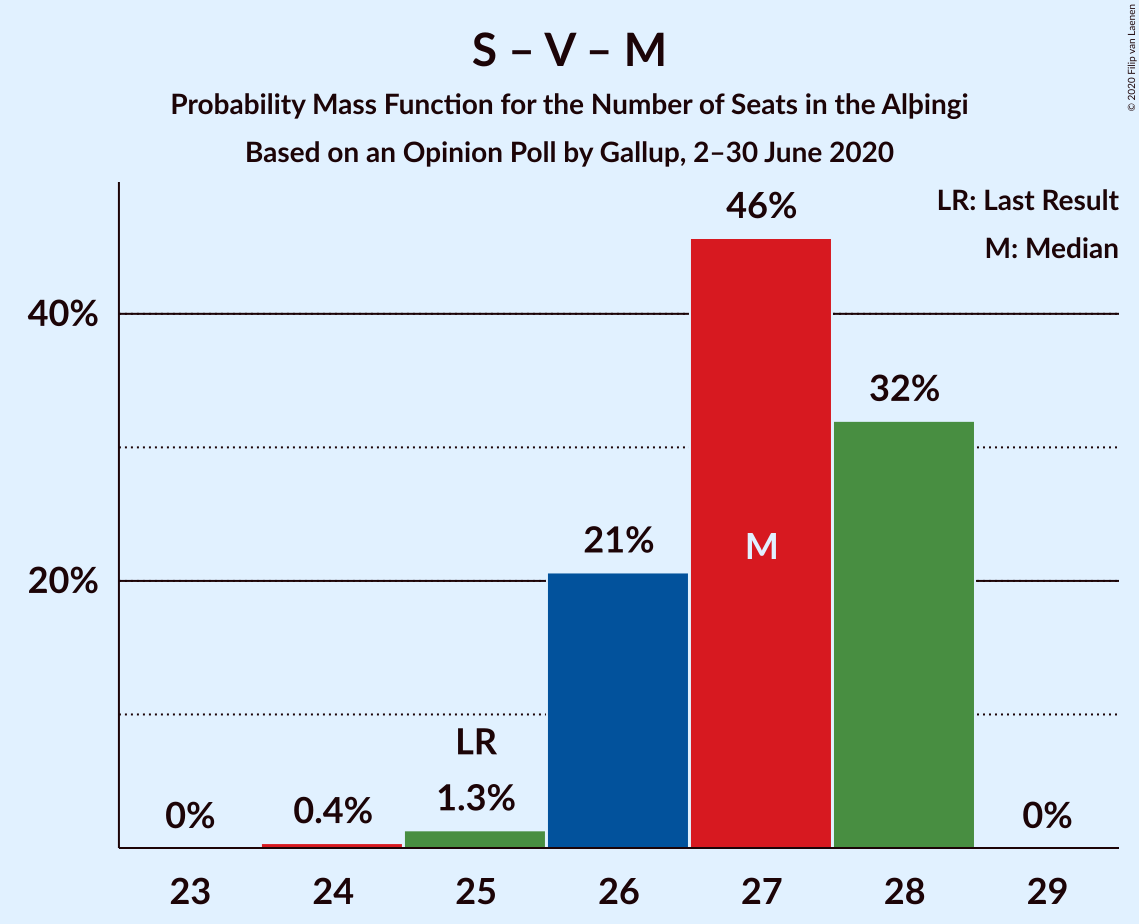 S – V – M
Probability Mass Function for the Number of Seats in the Alþingi
Based on an Opinion Poll by Gallup, 2–30 June 2020
© 2020 Filip van Laenen
LR: Last Result
M: Median
46%
40%
32%
21%
M
20%
LR
1.3%
0.4%
0%
0%
23 24 25 26 27 28 29